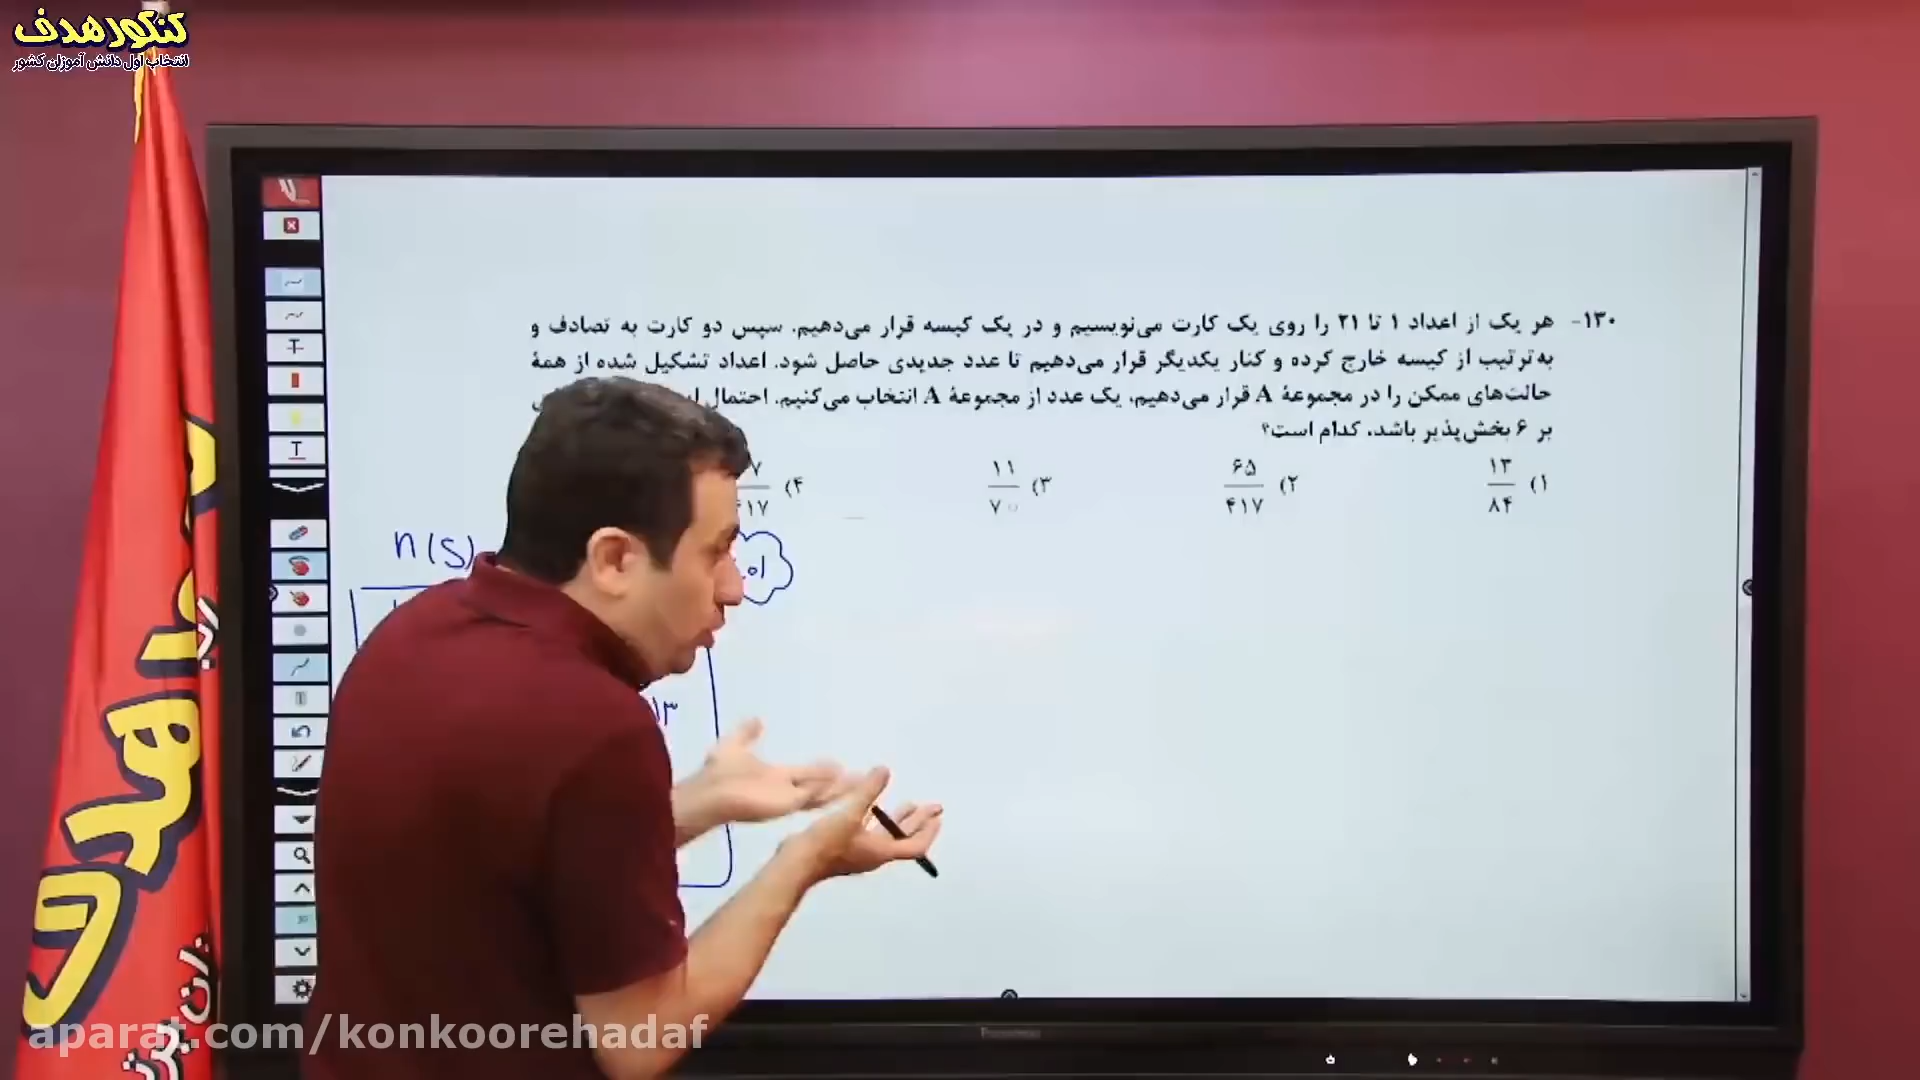 کنکور هدف
انتخاب اول دانش آموزان کشور
۱۳۰- هر یک از اعداد ۱ تا ۲۱ را روی یک کارت می‌نویسیم و در یک کیسه قرار می‌دهیم. سپس دو کارت به تصادف و
به‌ترتیب از کیسه خارج کرده و کنار یکدیگر قرار می‌دهیم تا عدد جدیدی حاصل شود. اعداد تشکیل شده از همهٔ
حالت‌های ممکن را در مجموعهٔ A قرار می‌دهیم، یک عدد از مجموعهٔ A انتخاب می‌کنیم. احتمال
بر ۶ بخش‌پذیر باشد، کدام است؟
۱) ۱۳/۸۴ ۲) ۶۵/۴۱۷ ۳) ۱۱/۷۰ ۴)
n(S)
۱۳
هدف
aparat.com/konkoorehadaf